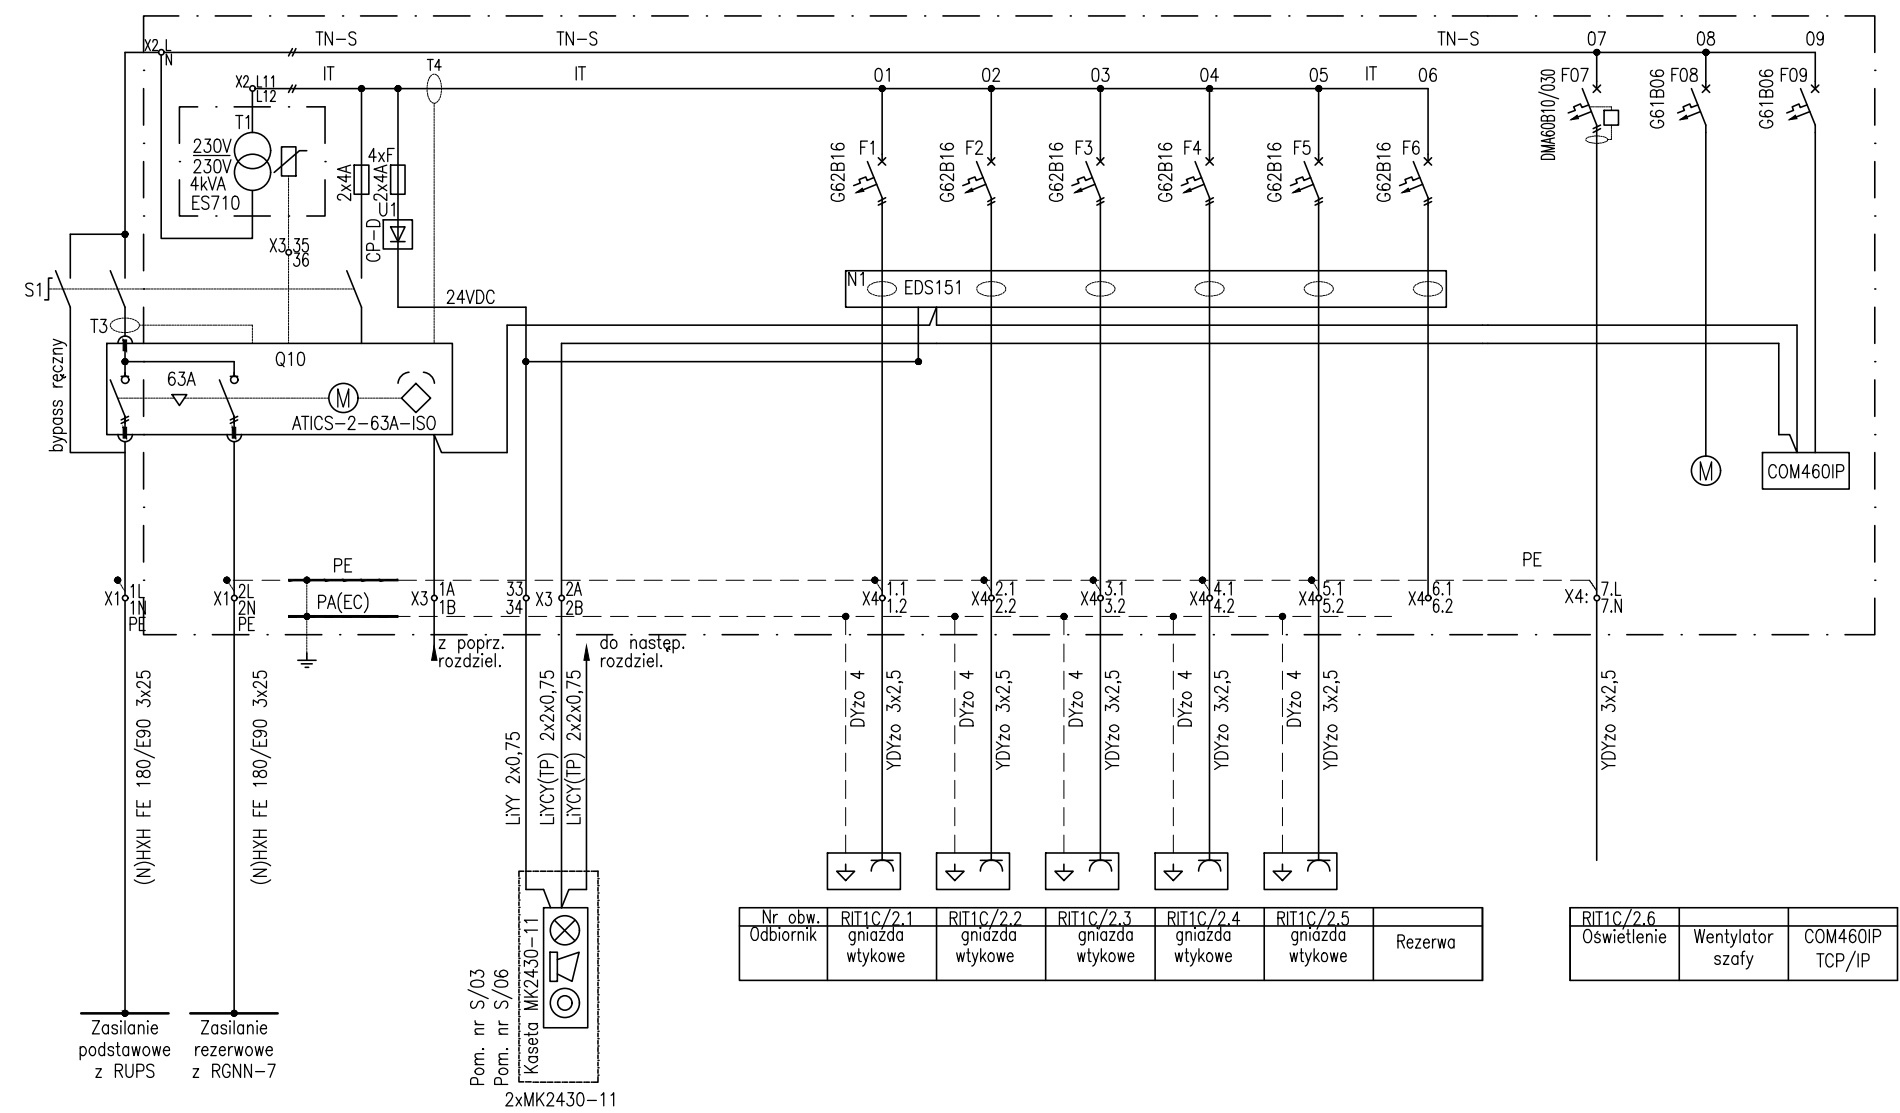 X2 L
N
TN-S
TN-S
TN-S
07
08
09
X2 L11
L12
IT
T4
IT
01
02
03
04
05
IT
06
T1
230V
230V
4kVA
ES710
2x4A
4xF
2x4A
U1
CP-D
X3 35
36
F1
G62B16
F2
G62B16
F3
G62B16
F4
G62B16
F5
G62B16
F6
G62B16
F07
DMA60B10/030
F08
G61B06
F09
G61B06
S1
T3
24VDC
N1
EDS151
bypass ręczny
Q10
63A
M
ATICS-2-63A-ISO
M
COM460IP
PE
PA(EC)
PE
X1 1L
1N
PE
X1 2L
2N
PE
X3 1A
1B
33
34
X3 2A
2B
X4 1.1
1.2
X4 2.1
2.2
X4 3.1
3.2
X4 4.1
4.2
X4 5.1
5.2
X4 6.1
6.2
X4: 7.L
7.N
z poprz.
rozdziel.
do następ.
rozdziel.
(N)HXH FE 180/E90 3x25
(N)HXH FE 180/E90 3x25
LiYY 2x0,75
LiYCY(TP) 2x2x0,75
LiYCY(TP) 2x2x0,75
DYżo 4
YDYżo 3x2,5
DYżo 4
YDYżo 3x2,5
DYżo 4
YDYżo 3x2,5
DYżo 4
YDYżo 3x2,5
DYżo 4
YDYżo 3x2,5
YDYżo 3x2,5
Zasilanie
podstawowe
z RUPS
Zasilanie
rezerwowe
z RGNN-7
Pom. nr S/03
Pom. nr S/06
Kaseta MK2430-11
2xMK2430-11
Nr obw. RIT1C/2.1 RIT1C/2.2 RIT1C/2.3 RIT1C/2.4 RIT1C/2.5
Odbiornik gniazda gniazda gniazda gniazda gniazda Rezerwa
wtykowe wtykowe wtykowe wtykowe wtykowe
RIT1C/2.6
Oświetlenie Wentylator COM460IP
szafy TCP/IP